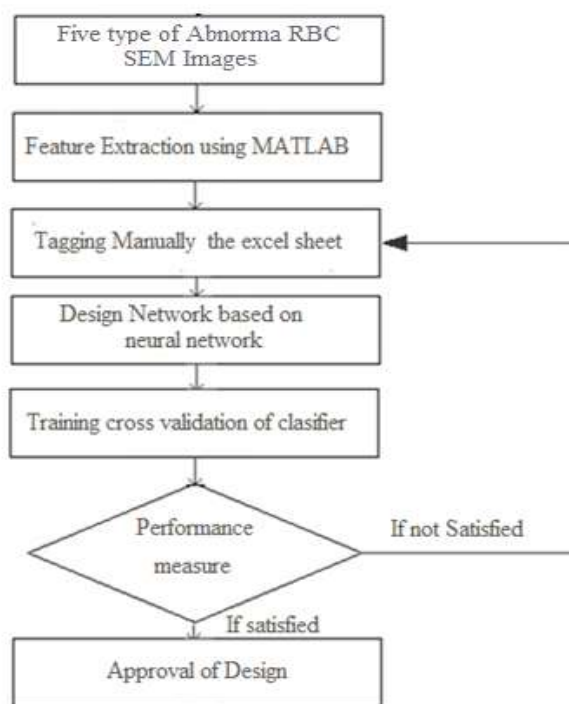 Five type of Abnorma RBC
SEM Images
Feature Extraction using MATLAB
Tagging Manually the excel sheet
Design Network based on
neural network
Training cross validation of clasifier
Performance
measure
If not Satisfied
If satisfied
Approval of Design